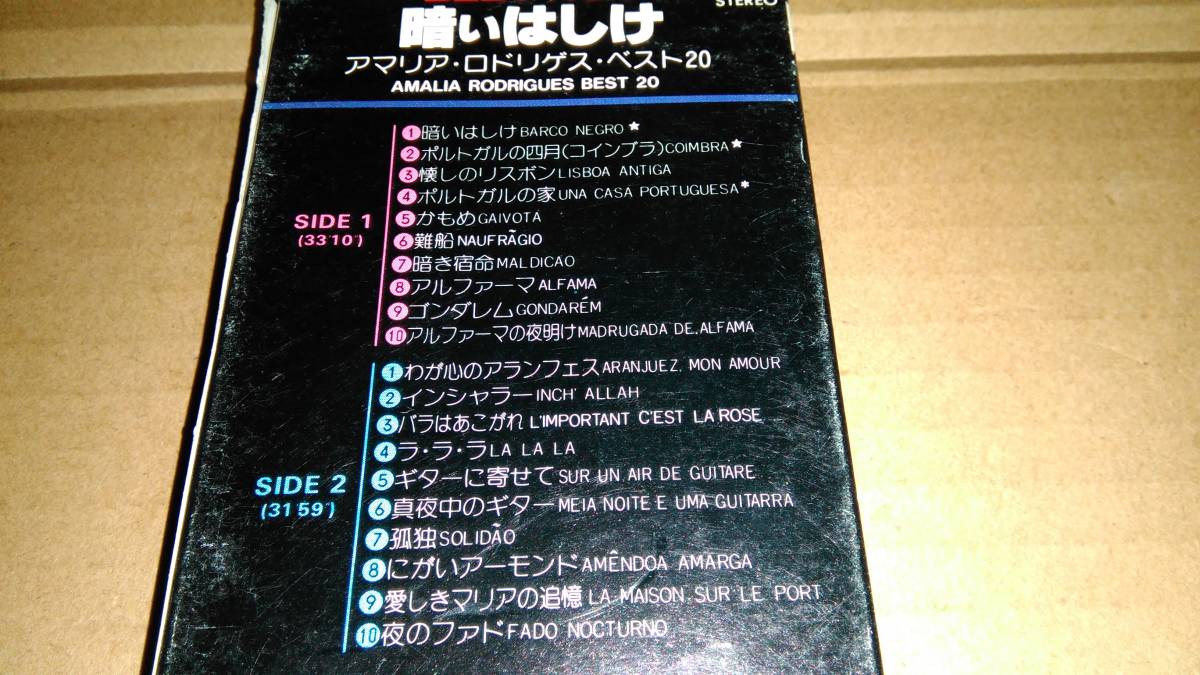 STEREO
暗いはしけ
アマリア・ロドリゲス・ベスト20
AMALIA RODRIGUES BEST 20
SIDE 1
(33'10")
1 暗いはしけ BARCO NEGRO ★
2 ポルトガルの四月(コインブラ) COIMBRA ★
3 懐しのリスボン LISBOA ANTIGA
4 ポルトガルの家 UNA CASA PORTUGUESA *
5 かもめ GAIVOTA
6 難船 NAUFRÃGIO
7 暗き宿命 MALDICAO
8 アルファーマ ALFAMA
9 ゴンダレム GONDARÉM
10 アルファーマの夜明け MADRUGADA DE ALFAMA
SIDE 2
(31'59")
1 わが心のアランフェス ARANJUEZ, MON AMOUR
2 インシャラー INCH' ALLAH
3 バラはあこがれ L'IMPORTANT C'EST LA ROSE
4 ラ・ラ・ラ LA LA LA
5 ギターに寄せて SUR UN AIR DE GUITARE
6 真夜中のギター MEIA NOITE E UMA GUITARRA
7 孤独 SOLIDÃO
8 にがいアーモンド AMÊNDOA AMARGA
9 愛しきマリアの追憶 LA MAISON SUR LE PORT
10 夜のファド FADO NOCTURNO